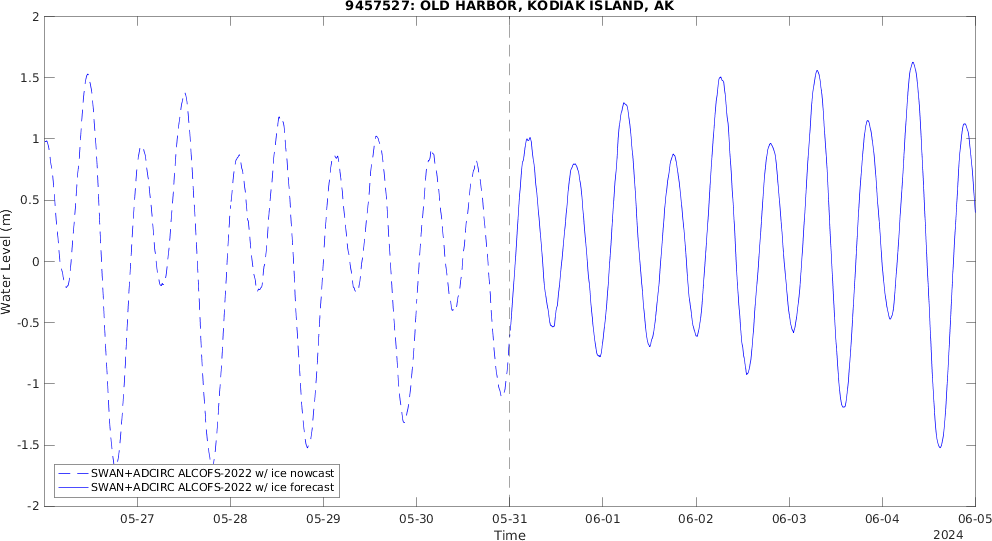 9457527: OLD HARBOR, KODIAK ISLAND, AK
Water Level (m)
2
1.5
1
0.5
0
-0.5
-1
-1.5
-2
SWAN+ADCIRC ALCOFS-2022 w/ ice nowcast
SWAN+ADCIRC ALCOFS-2022 w/ ice forecast
05-27 05-28 05-29 05-30 05-31 06-01 06-02 06-03 06-04 06-05
Time
2024